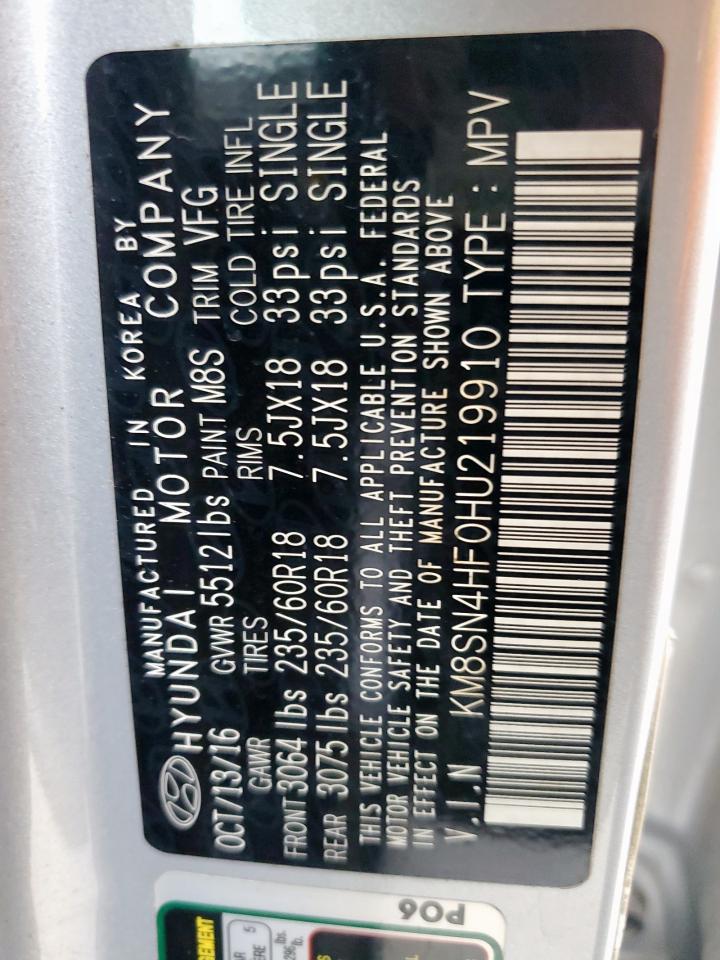 MANUFACTURED IN KOREA BY
HYUNDAI MOTOR COMPANY
OCT/13/16 GVWR 5512lbs PAINT M8S TRIM VFG
GAWR TIRES RIMS COLD TIRE INFL
FRONT 3064lbs 235/60R18 7.5JX18 33psi SINGLE
REAR 3075lbs 235/60R18 7.5JX18 33psi SINGLE
THIS VEHICLE CONFORMS TO ALL APPLICABLE U.S.A. FEDERAL
MOTOR VEHICLE SAFETY AND THEFT PREVENTION STANDARDS
IN EFFECT ON THE DATE OF MANUFACTURE SHOWN ABOVE
V.I.N KM8SN4HF0HU219910 TYPE : MPV
P06